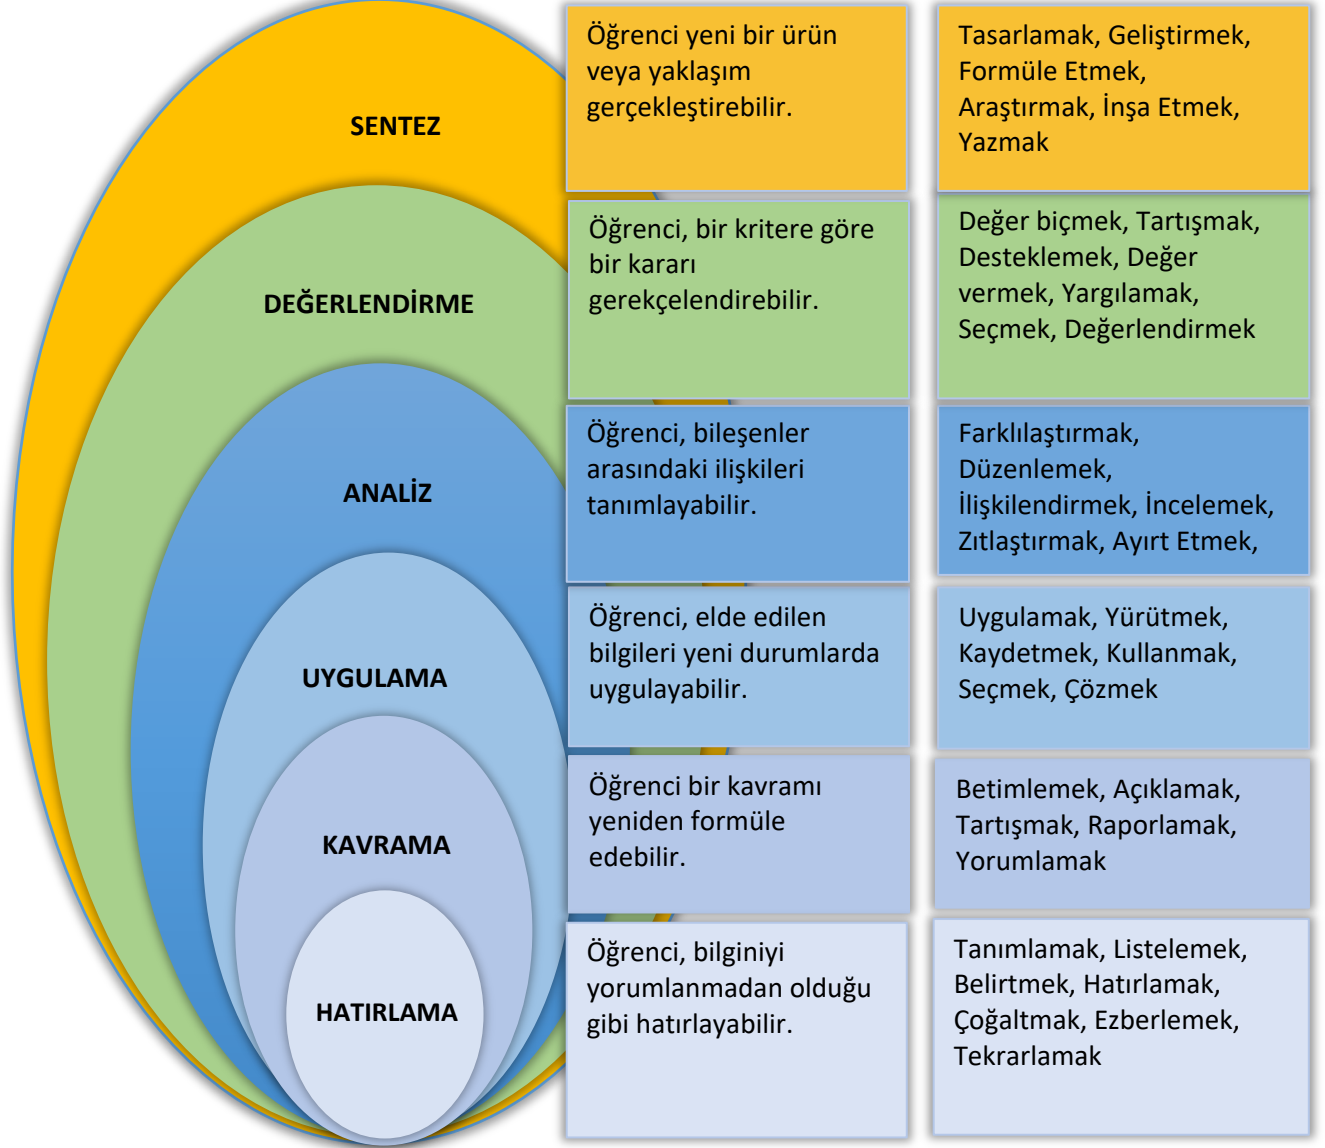 SENTEZ
Öğrenci yeni bir ürün
veya yaklaşım
gerçekleştirebilir.
Tasarlamak, Geliştirmek,
Formüle Etmek,
Araştırmak, İnşa Etmek,
Yazmak
DEĞERLENDİRME
Öğrenci, bir kritere göre
bir kararı
gerekçelendirebilir.
Değer biçmek, Tartışmak,
Desteklemek, Değer
vermek, Yargılamak,
Seçmek, Değerlendirmek
ANALİZ
Öğrenci, bileşenler
arasındaki ilişkileri
tanımlayabilir.
Farklılaştırmak,
Düzenlemek,
İlişkilendirmek, İncelemek,
Zıtlaştırmak, Ayırt Etmek,
UYGULAMA
Öğrenci, elde edilen
bilgileri yeni durumlarda
uygulayabilir.
Uygulamak, Yürütmek,
Kaydetmek, Kullanmak,
Seçmek, Çözmek
KAVRAMA
Öğrenci bir kavramı
yeniden formüle
edebilir.
Betimlemek, Açıklamak,
Tartışmak, Raporlamak,
Yorumlamak
HATIRLAMA
Öğrenci, bilginiyi
yorumlanmadan olduğu
gibi hatırlayabilir.
Tanımlamak, Listelemek,
Belirtmek, Hatırlamak,
Çoğaltmak, Ezberlemek,
Tekrarlamak